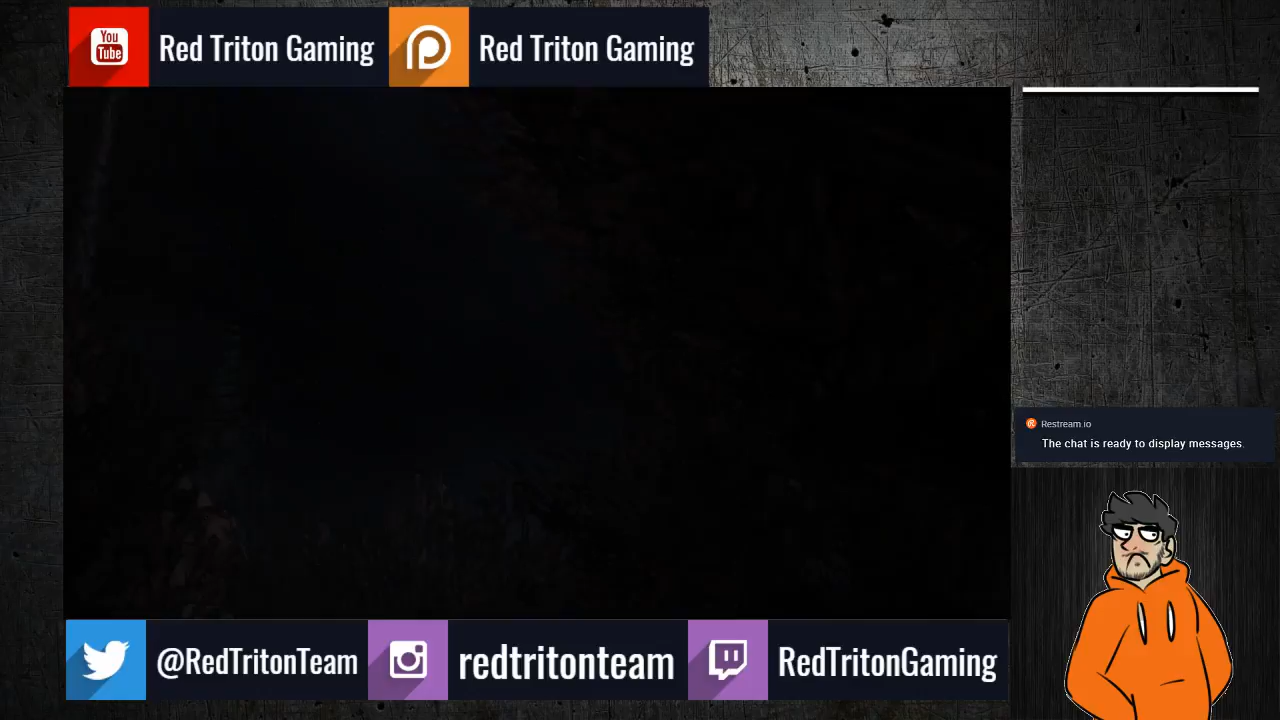 You
Tube
Red Triton Gaming
Red Triton Gaming
Restream.io
The chat is ready to display messages.
@RedTritonTeam
redtritonteam
RedTritonGaming